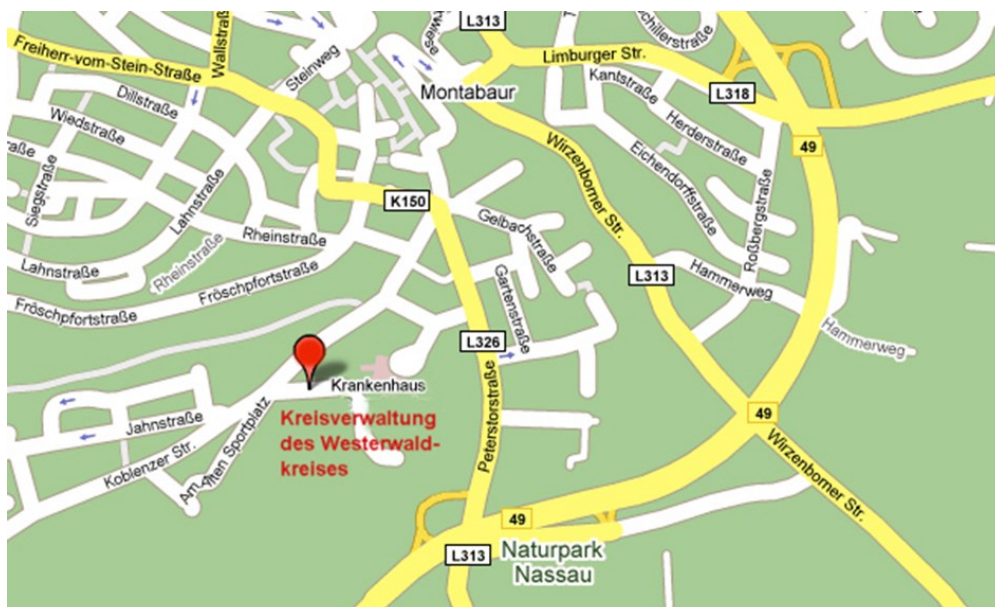 L313
Schillerstraße
Wallstraße
Freiherr-vom-Stein-Straße
Steinweg
Limburger Str.
Kantstraße
L318
Montabaur
Dillstraße
Wiedstraße
Herderstraße
49
Wirzenborner Str.
Eichendorffstraße
Siegstraße
Lahnstraße
K150
Gelbachstraße
Roßbergstraße
Rheinstraße
Rheinstraße
Lahnstraße
L313
Hammerweg
Fröschpfortstraße
Fröschpfortstraße
Gartenstraße
Hammerweg
L326
Krankenhaus
Kreisverwaltung
des Westerwald-
kreises
Jahnstraße
Peterstorstraße
49
Koblenzer Str.
Am Alten Sportplatz
Wirzenborner Str.
49
L313
Naturpark
Nassau